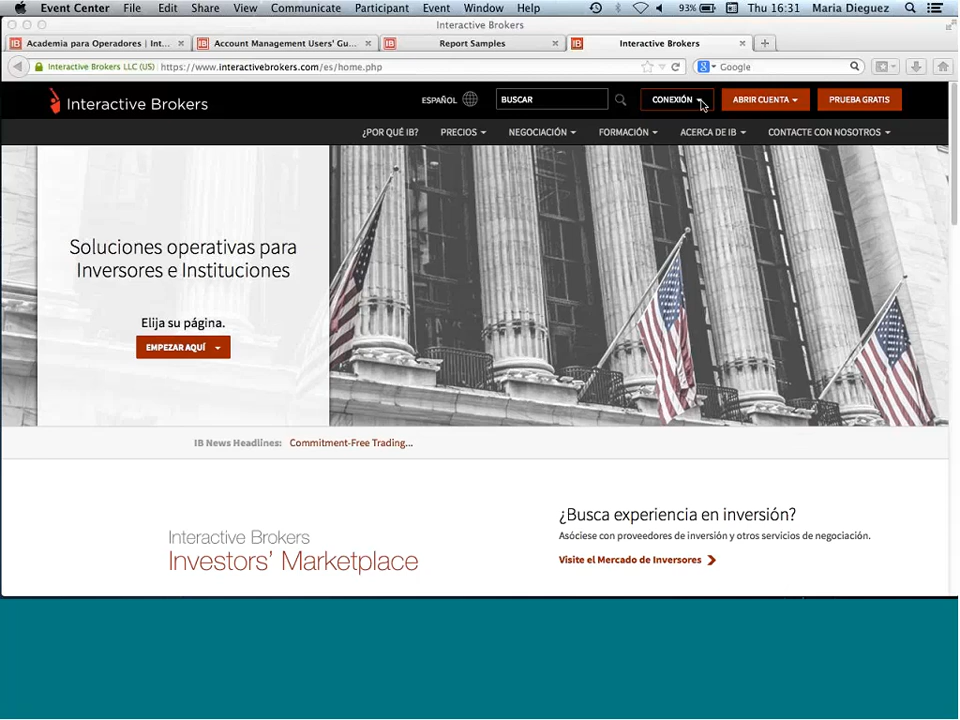 Event Center File Edit Share View Communicate Participant Event Window Help 93% Thu 16:31 Maria Dieguez
Interactive Brokers
Academia para Operadores | Int... Account Management Users' Gu... Report Samples Interactive Brokers
Interactive Brokers LLC (US) https://www.interactivebrokers.com/es/home.php Google
Interactive Brokers ESPAÑOL BUSCAR CONEXIÓN ABRIR CUENTA PRUEBA GRATIS
¿POR QUÉ IB? PRECIOS NEGOCIACIÓN FORMACIÓN ACERCA DE IB CONTACTE CON NOSOTROS
Soluciones operativas para
Inversores e Instituciones
Elija su página.
EMPEZAR AQUÍ
IB News Headlines: Commitment-Free Trading...
Interactive Brokers
Investors' Marketplace
¿Busca experiencia en inversión?
Asóciese con proveedores de inversión y otros servicios de negociación.
Visite el Mercado de Inversores